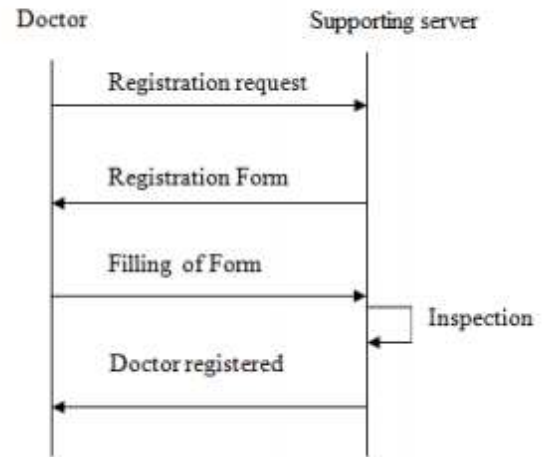 Doctor
Supporting server
Registration request
Registration Form
Filling of Form
Inspection
Doctor registered